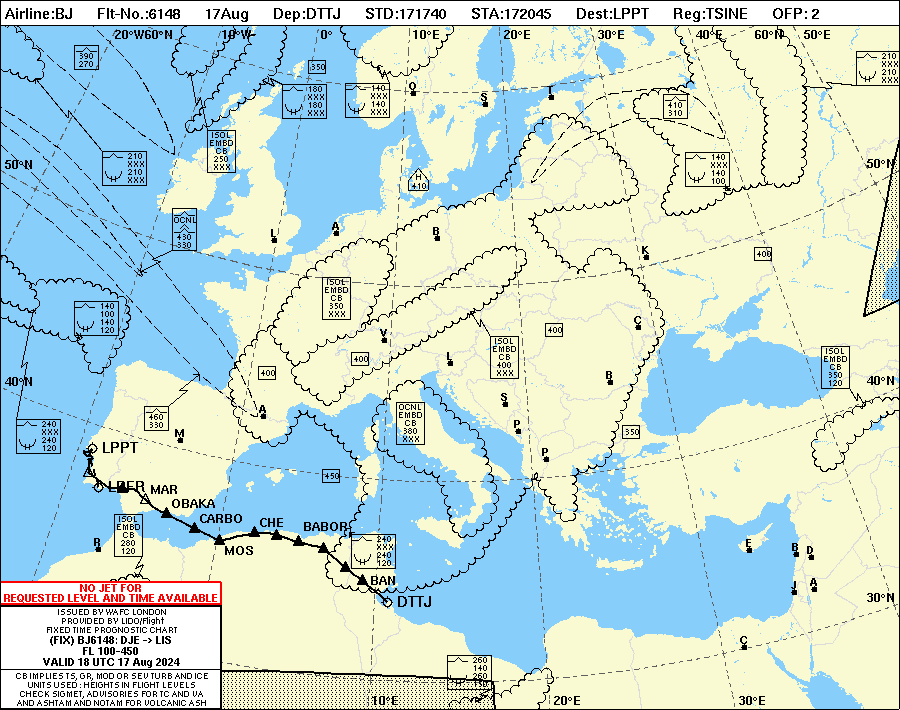 Airline:BJ Flt-No.:6148 17Aug Dep:DTTJ STD:171740 STA:172045 Dest:LPPT Reg:TSINE OFP: 2
20°W60°N 10°W 0° 10°E 20°E 30°E 40°E 60°N 50°E
390
270
350
180
XXX
180
XXX
140
XXX
140
XXX
O
S
T
410
310
210
XXX
210
XXX
ISOL
EMBD
CB
250
XXX
50°N
210
XXX
210
XXX
H
410
140
XXX
140
100
50°N
OCNL
430
330
L
A
B
K
400
140
100
140
120
ISOL
EMBD
CB
350
XXX
V
400
C
400
400
L
ISOL
EMBD
CB
400
XXX
ISOL
EMBD
CB
350
120
40°N
B
40°N
460
330
A
OCNL
EMBD
CB
380
XXX
S
P
350
240
XXX
240
120
M
LPPT
P
450
LPFR
MAR
OBAKA
CARBO
CHE
BABOR
MOS
ISOL
EMBD
CB
280
120
R
240
XXX
240
120
E
B
D
BAN
DTTJ
J
A
30°N
C
NO JET FOR
REQUESTED LEVEL AND TIME AVAILABLE
ISSUED BY WAFC LONDON
PROVIDED BY LIDO/Flight
FIXED TIME PROGNOSTIC CHART
(FIX) BJ6148: DJE -> LIS
FL 100-450
VALID 18 UTC 17 Aug 2024
CB IMPLIES TS, GR, MOD OR SEV TURB AND ICE
UNITS USED: HEIGHTS IN FLIGHT LEVELS
CHECK SIGMET, ADVISORIES FOR TC AND VA
AND ASHTAM AND NOTAM FOR VOLCANIC ASH
260
140
10°E 20°E 30°E